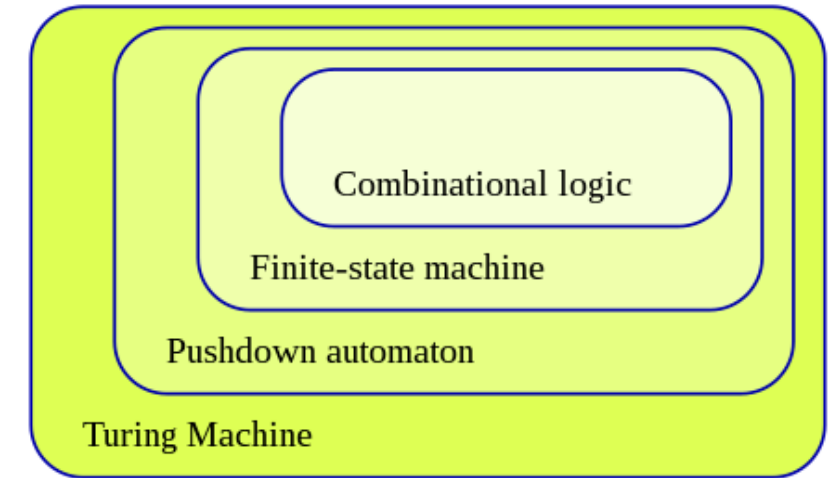 Combinational logic
Finite-state machine
Pushdown automaton
Turing Machine